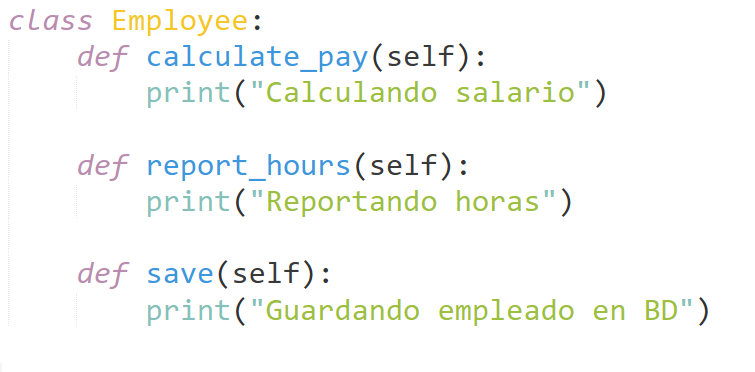 class Employee:
    def calculate_pay(self):
        print("Calculando salario")
    def report_hours(self):
        print("Reportando horas")
    def save(self):
        print("Guardando empleado en BD")